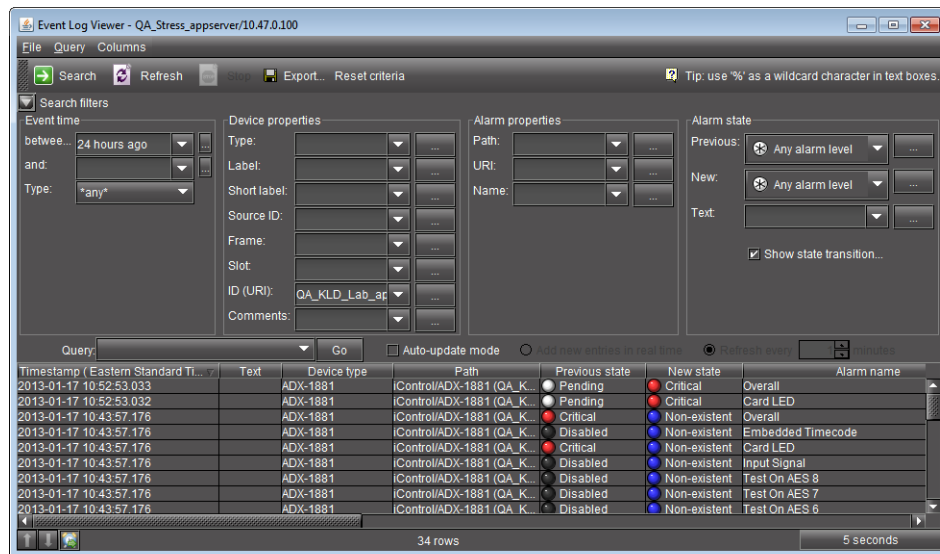 Event Log Viewer - QA_Stress_appserver/10.47.0.100
File Query Columns
Search Refresh Stop Export... Reset criteria Tip: use '%' as a wildcard character in text boxes.
Search filters
Event time
betwee... 24 hours ago ...
and: ...
Type: *any*
Device properties
Type: ...
Label: ...
Short label: ...
Source ID: ...
Frame: ...
Slot: ...
ID (URI): QA_KLD_Lab_ap ...
Comments: ...
Alarm properties
Path: ...
URI: ...
Name: ...
Alarm state
Previous: Any alarm level ...
New: Any alarm level ...
Text: ...
Show state transition...
Query: Go Auto-update mode Add new entries in real time Refresh every minutes
Timestamp ( Eastern Standard Ti... Text Device type Path Previous state New state Alarm name
2013-01-17 10:52:53.033 ADX-1881 iControl/ADX-1881 (QA_K... Pending Critical Overall
2013-01-17 10:52:53.032 ADX-1881 iControl/ADX-1881 (QA_K... Pending Critical Card LED
2013-01-17 10:43:57.176 ADX-1881 iControl/ADX-1881 (QA_K... Critical Non-existent Overall
2013-01-17 10:43:57.176 ADX-1881 iControl/ADX-1881 (QA_K... Disabled Non-existent Embedded Timecode
2013-01-17 10:43:57.176 ADX-1881 iControl/ADX-1881 (QA_K... Critical Non-existent Card LED
2013-01-17 10:43:57.176 ADX-1881 iControl/ADX-1881 (QA_K... Disabled Non-existent Input Signal
2013-01-17 10:43:57.176 ADX-1881 iControl/ADX-1881 (QA_K... Disabled Non-existent Test On AES 8
2013-01-17 10:43:57.176 ADX-1881 iControl/ADX-1881 (QA_K... Disabled Non-existent Test On AES 7
2013-01-17 10:43:57.176 ADX-1881 iControl/ADX-1881 (QA_K... Disabled Non-existent Test On AES 6
34 rows 5 seconds